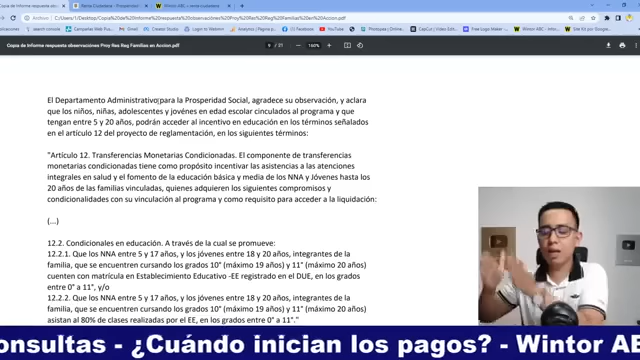 Copia de Informe respuesta observaciones Proy Res Reg Familias en Accion.pdf
9 / 21
150%
El Departamento Administrativo para la Prosperidad Social, agradece su observación, y aclara
que los niños, niñas, adolescentes y jovénes en edad escolar cinculados al programa y que
tengan entre 5 y 20 años, podrán acceder al incentivo en educación en los términos señalados
en el artículo 12 del proyecto de reglamentación, en los siguientes términos:
"Artículo 12. Transferencias Monetarias Condicionadas. El componente de transferencias
monetarias condicionadas tiene como propósito incentivar las asistencias a las atenciones
integrales en salud y el fomento de la educación básica y media de los NNA y Jóvenes hasta los
20 años de las familias vinculadas, quienes adquieren los siguientes compromisos y
condicionalidades con su vinculación al programa y como requisito para acceder a la liquidación:
(...)
12.2. Condicionales en educación. A través de la cual se promueve:
12.2.1. Que los NNA entre 5 y 17 años, y los jóvenes entre 18 y 20 años, integrantes de la
familia, que se encuentren cursando los grados 10° (máximo 19 años) y 11° (máximo 20 años)
cuenten con matrícula en Establecimiento Educativo -EE registrado en el DUE, en los grados
entre 0° a 11°, y/o
12.2.2. Que los NNA entre 5 y 17 años, y los jóvenes entre 18 y 20 años, integrantes de la
familia, que se encuentren cursando los grados 10° (máximo 19 años) y 11° (máximo 20 años)
asistan al 80% de clases realizadas por el EE, en los grados entre 0° a 11°."
onsultas - ¿Cuándo inician los pagos? - Wintor AB